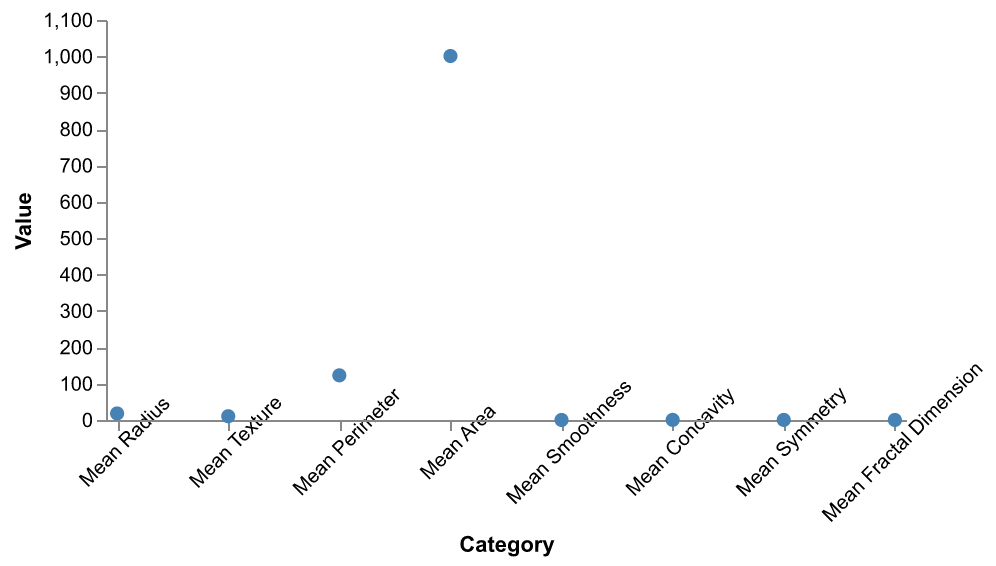 1,100
1,000
900
800
700
600
500
400
300
200
100
0
Value
Mean Radius
Mean Texture
Mean Perimeter
Mean Area
Mean Smoothness
Mean Concavity
Mean Symmetry
Mean Fractal Dimension
Category